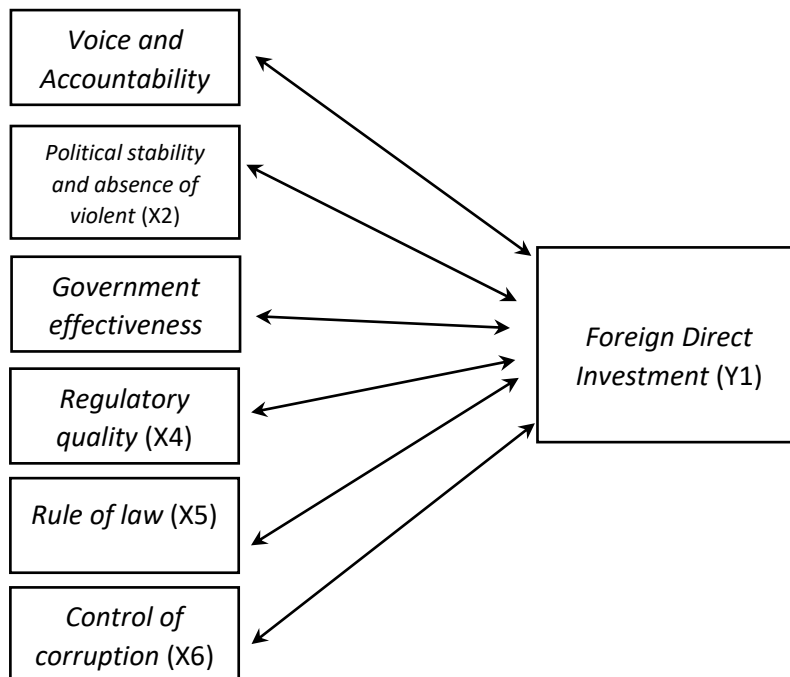 Voice and
Accountability
Political stability
and absence of
violent (X2)
Government
effectiveness
Regulatory
quality (X4)
Rule of law (X5)
Control of
corruption (X6)
Foreign Direct
Investment (Y1)